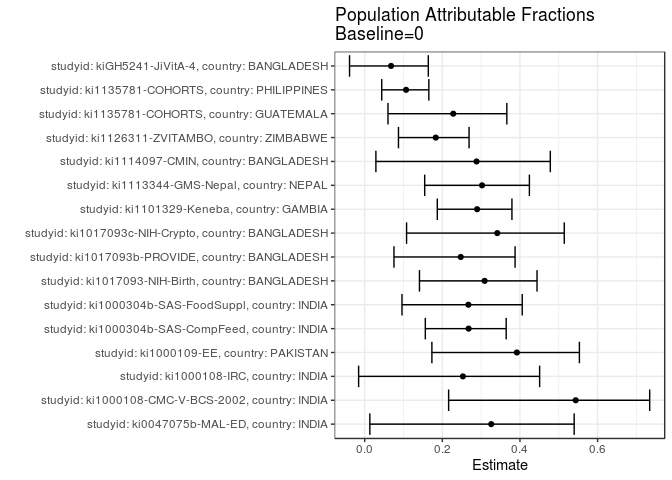 Population Attributable Fractions
Baseline=0
studyid: kiGH5241-JiVitA-4, country: BANGLADESH
studyid: ki1135781-COHORTS, country: PHILIPPINES
studyid: ki1135781-COHORTS, country: GUATEMALA
studyid: ki1126311-ZVITAMBO, country: ZIMBABWE
studyid: ki1114097-CMIN, country: BANGLADESH
studyid: ki1113344-GMS-Nepal, country: NEPAL
studyid: ki1101329-Keneba, country: GAMBIA
studyid: ki1017093c-NIH-Crypto, country: BANGLADESH
studyid: ki1017093b-PROVIDE, country: BANGLADESH
studyid: ki1017093-NIH-Birth, country: BANGLADESH
studyid: ki1000304b-SAS-FoodSuppl, country: INDIA
studyid: ki1000304b-SAS-CompFeed, country: INDIA
studyid: ki1000109-EE, country: PAKISTAN
studyid: ki1000108-IRC, country: INDIA
studyid: ki1000108-CMC-V-BCS-2002, country: INDIA
studyid: ki0047075b-MAL-ED, country: INDIA
0.0 0.2 0.4 0.6
Estimate